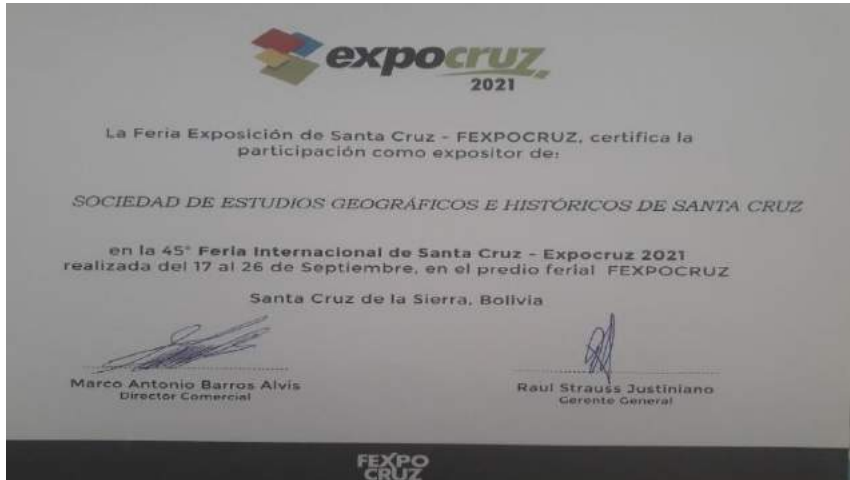 expocruz
2021
La Feria Exposición de Santa Cruz - FEXPOCRUZ, certifica la
participación como expositor de:
SOCIEDAD DE ESTUDIOS GEOGRÁFICOS E HISTÓRICOS DE SANTA CRUZ
en la 45° Feria Internacional de Santa Cruz - Expocruz 2021
realizada del 17 al 26 de Septiembre, en el predio ferial FEXPOCRUZ
Santa Cruz de la Sierra, Bolivia
Marco Antonio Barros Alvis
Director Comercial
Raul Strauss Justiniano
Gerente General
FEXPO
CRUZ